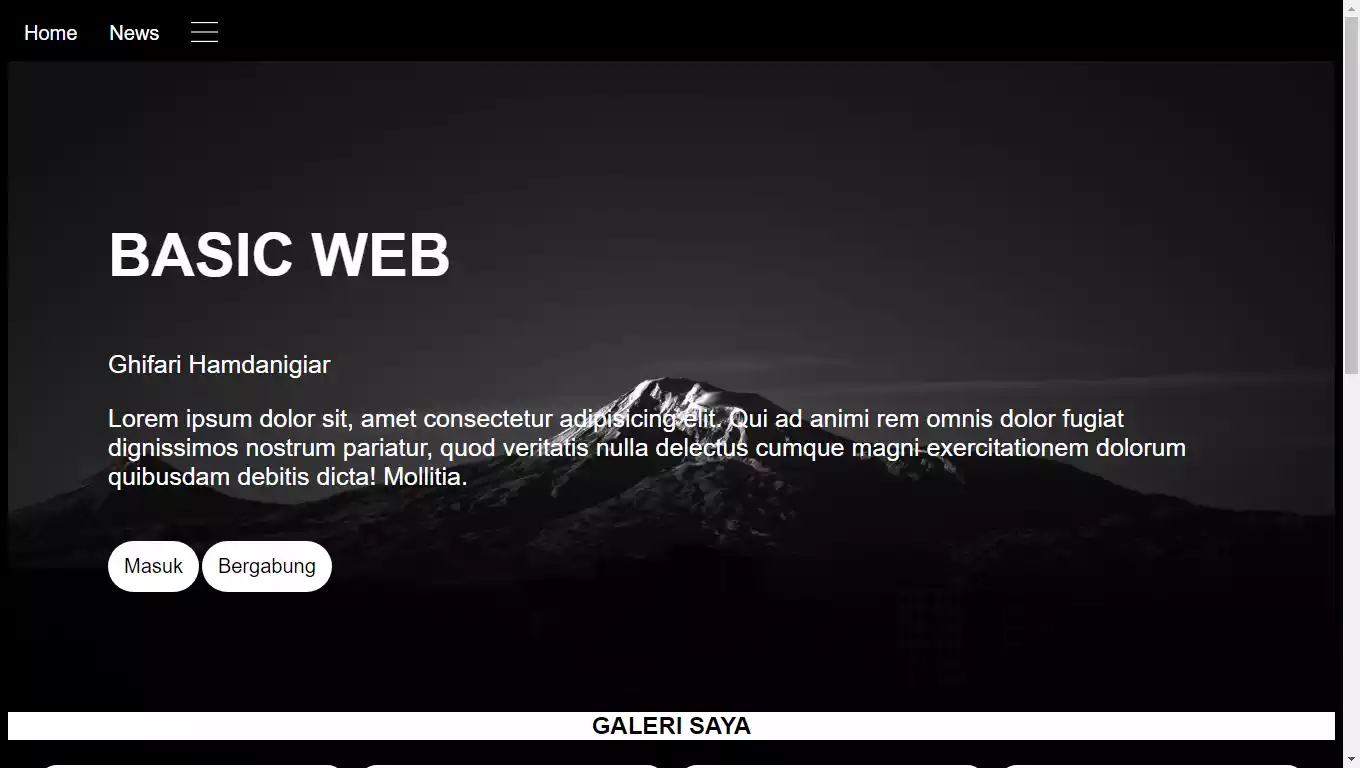 Home News
BASIC WEB
Ghifari Hamdanigiar
Lorem ipsum dolor sit, amet consectetur adipisicing elit. Qui ad animi rem omnis dolor fugiat
dignissimos nostrum pariatur, quod veritatis nulla delectus cumque magni exercitationem dolorum
quibusdam debitis dicta! Mollitia.
Masuk Bergabung
GALERI SAYA